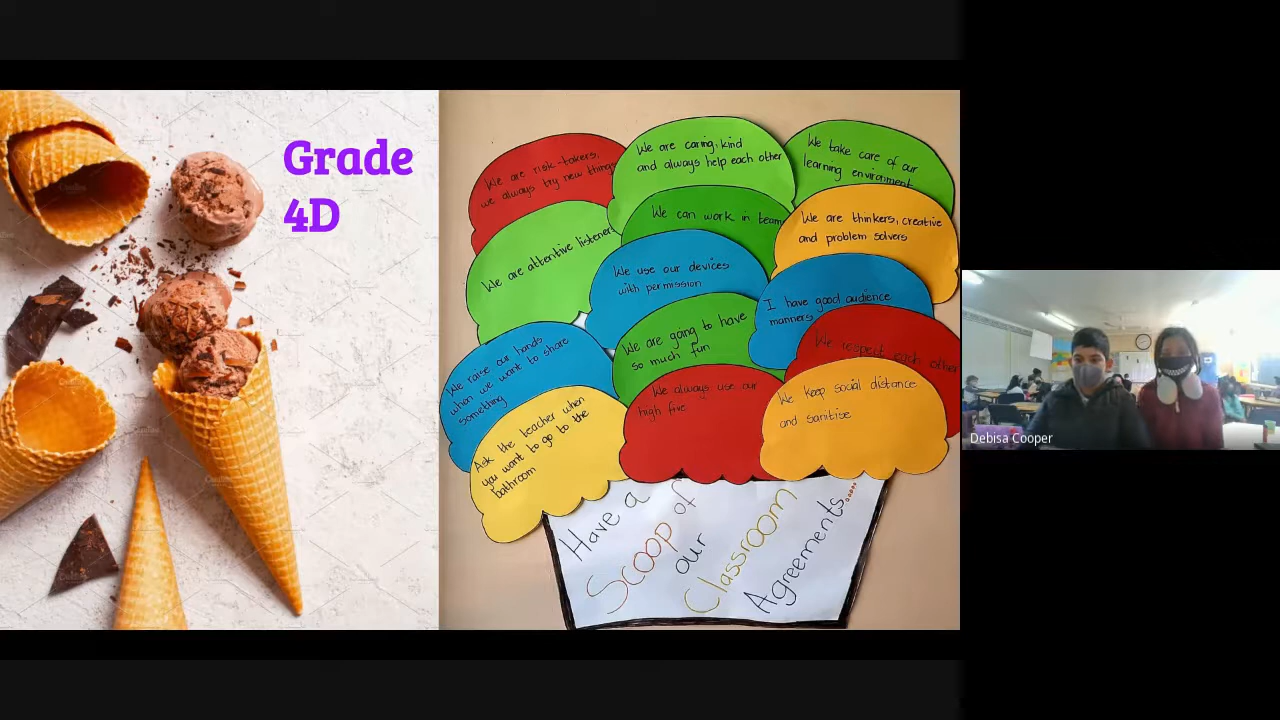 Grade
4D
We are risk-takers,
we always try new things
We are caring, kind
and always help each other
We take care of our
learning environment
We are attentive listener
We can work in team
We are thinkers, creative
and problem solvers
We use our devices
with permission
I have good audience
manners
We raise our hands
when we want to share
something
We are going to have
so much fun
We respect each other
Ask the teacher when
you want to go to the
bathroom
We always use our
high five
We keep social distance
and sanitise
Have a
Scoop of
our
Classroom
Agreements.....
Debisa Cooper